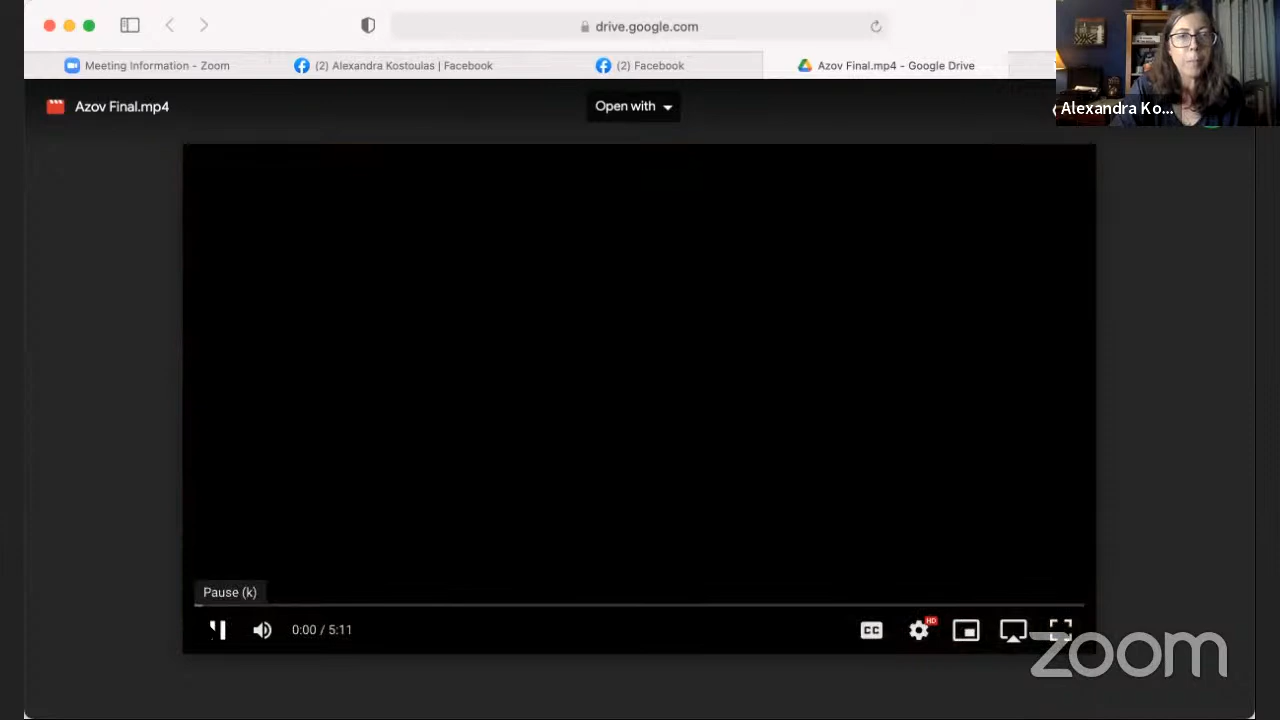 drive.google.com
Meeting Information - Zoom
(2) Alexandra Kostoulas | Facebook
(2) Facebook
Azov Final.mp4 - Google Drive
Azov Final.mp4
Open with
Alexandra Ko...
Pause (k)
0:00 / 5:11
CC
HD
zoom